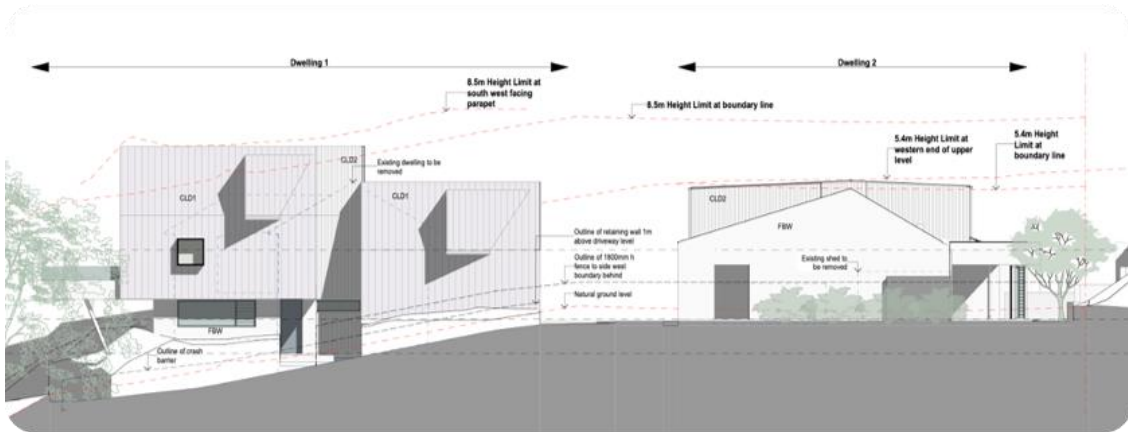 Dwelling 1
Dwelling 2
8.5m Height Limit at
south west facing
parapet
8.5m Height Limit at boundary line
5.4m Height Limit at
western end of upper
level
5.4m Height
Limit at
boundary line
CLD2
Existing dwelling to be
removed
CLD1
CLD1
CLD2
FBW
Outline of retaining wall 1m
above driveway level
Outline of 1800mm h
fence to side west
boundary behind
Existing shed to
be removed
Natural ground level
FBW
Outline of crash
barrier